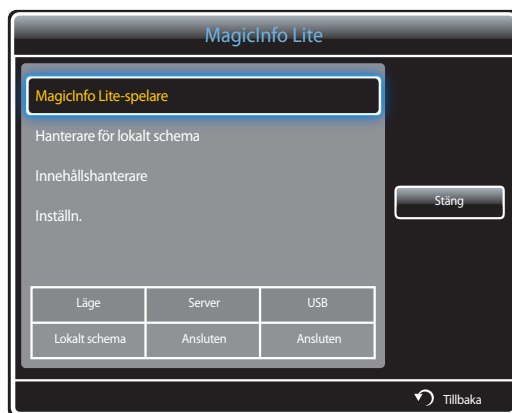 MagicInfo Lite
MagicInfo Lite-spelare
Hanterare för lokalt schema
Innehållshanterare
Inställn.
Stäng
Läge Server USB
Lokalt schema Ansluten Ansluten
Tillbaka